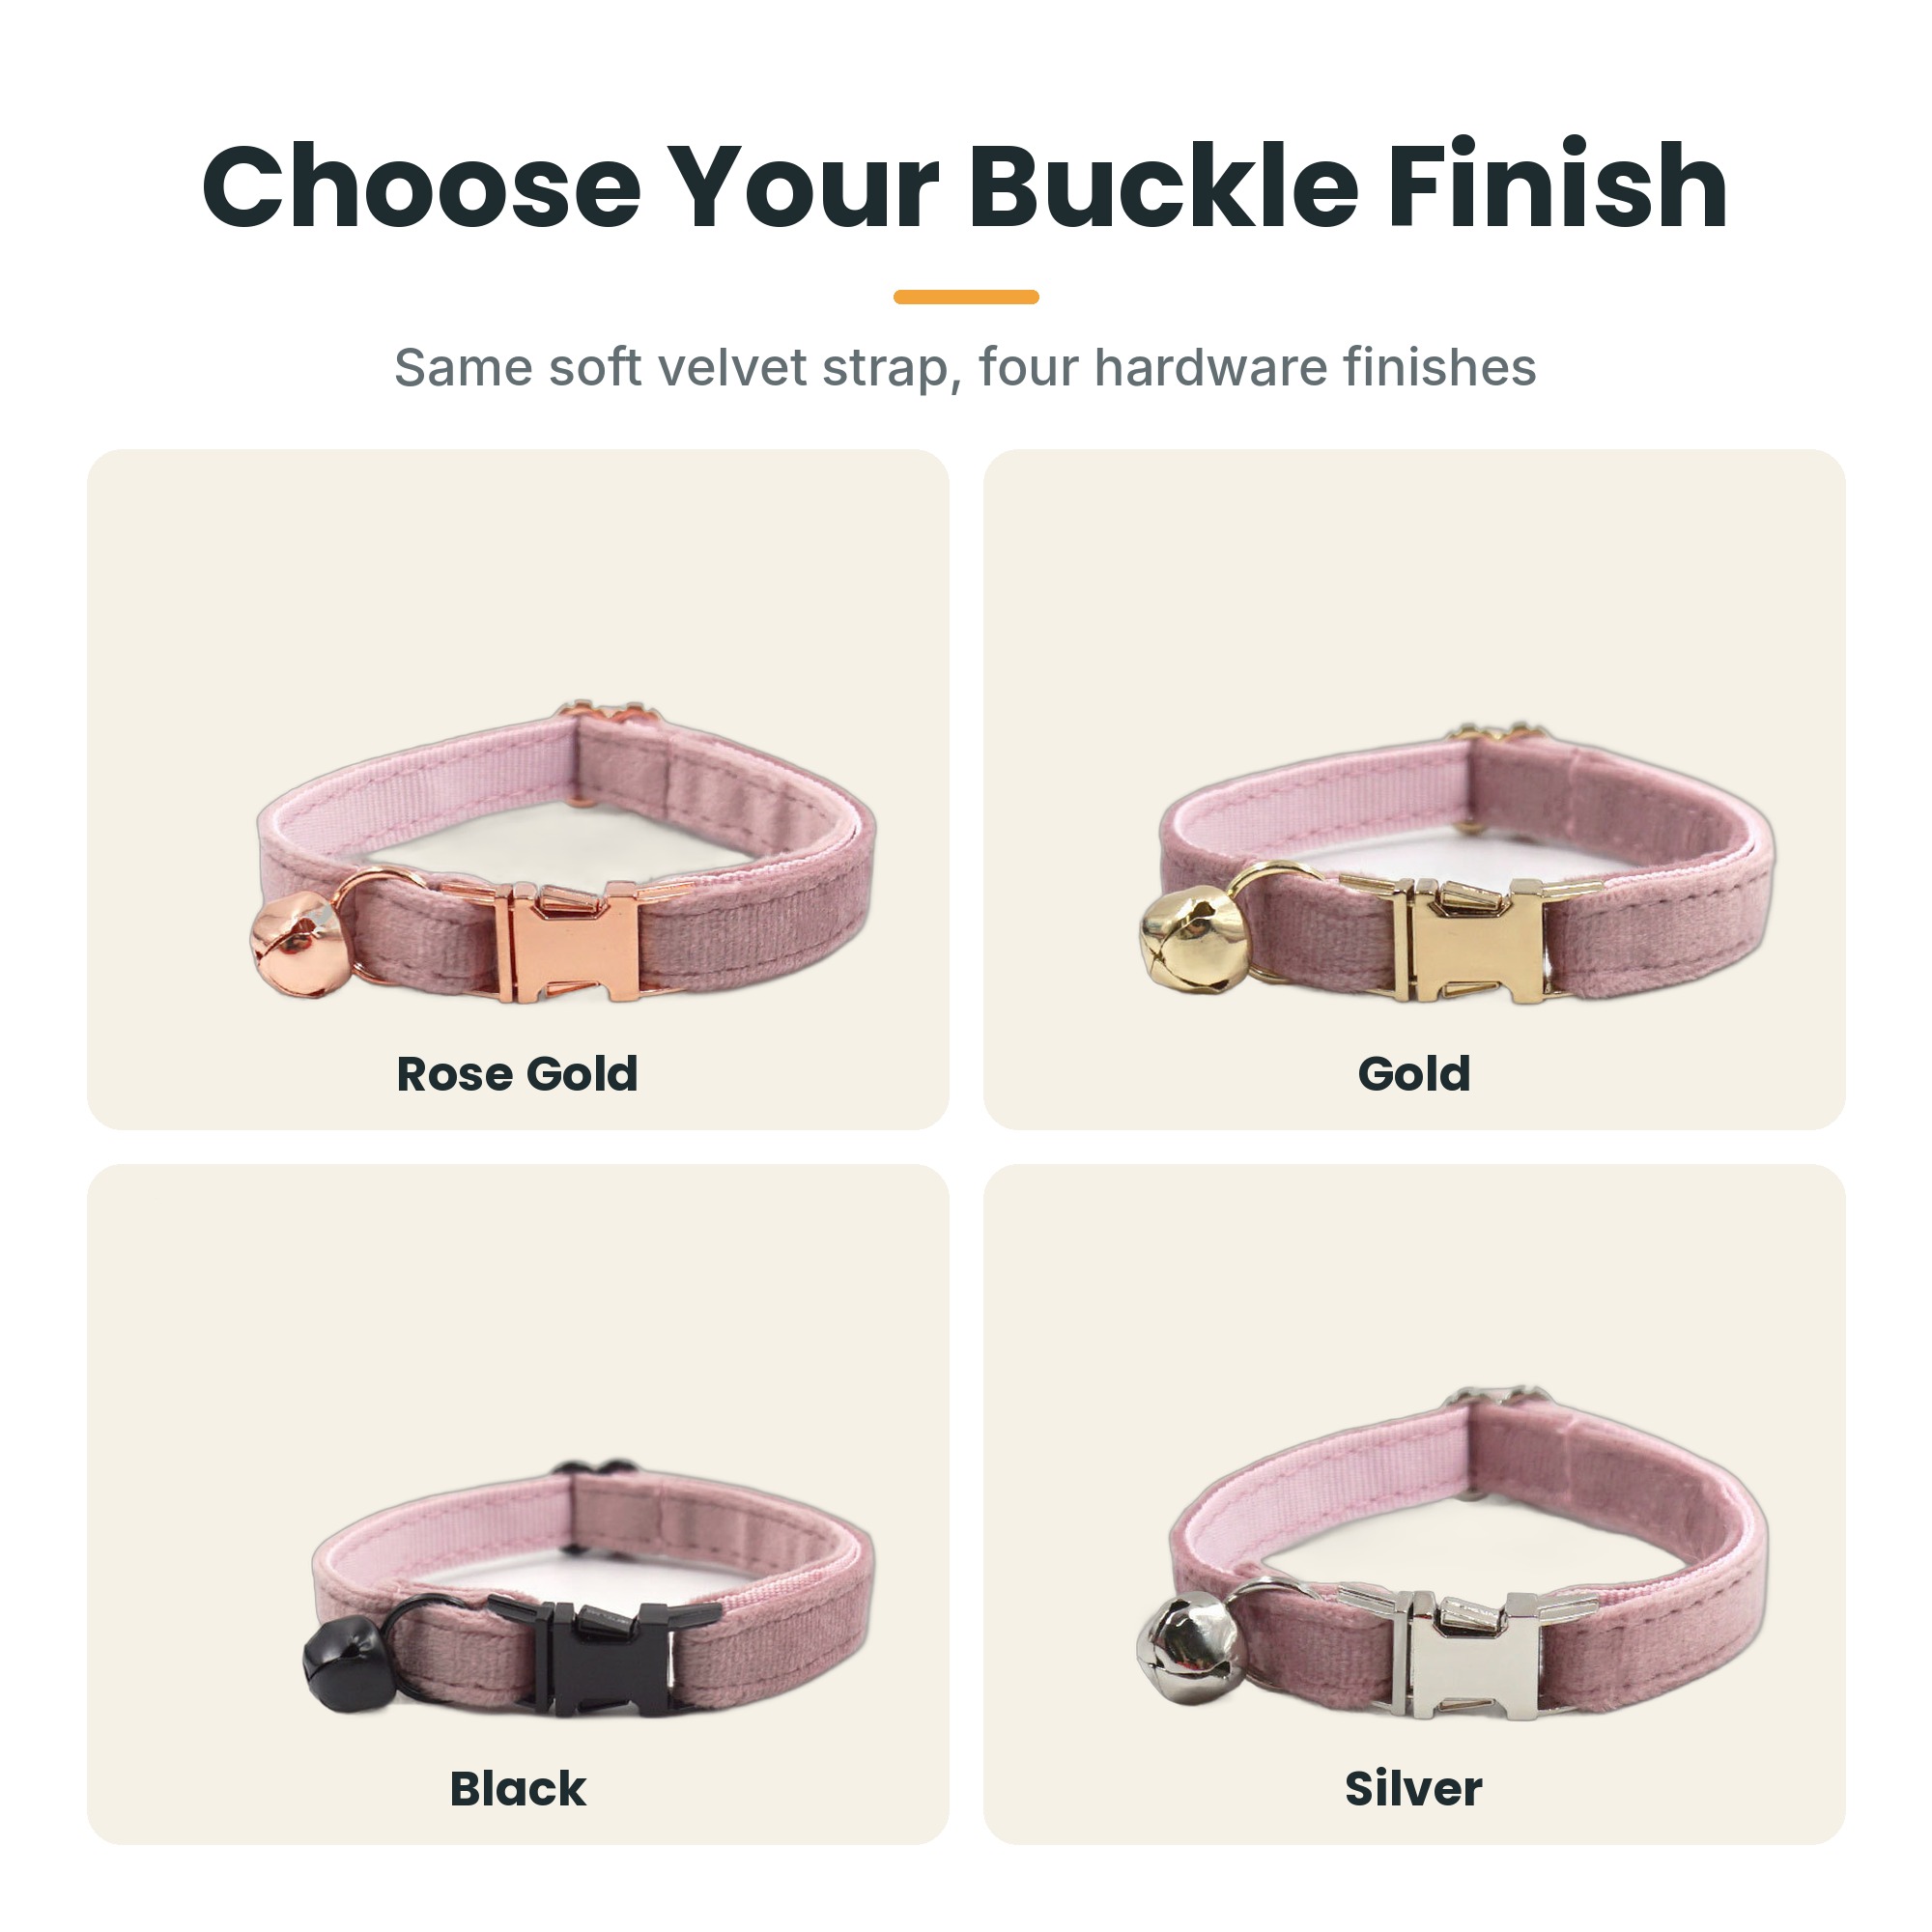 Choose Your Buckle Finish
Same soft velvet strap, four hardware finishes
Rose Gold
Gold
Black
Silver